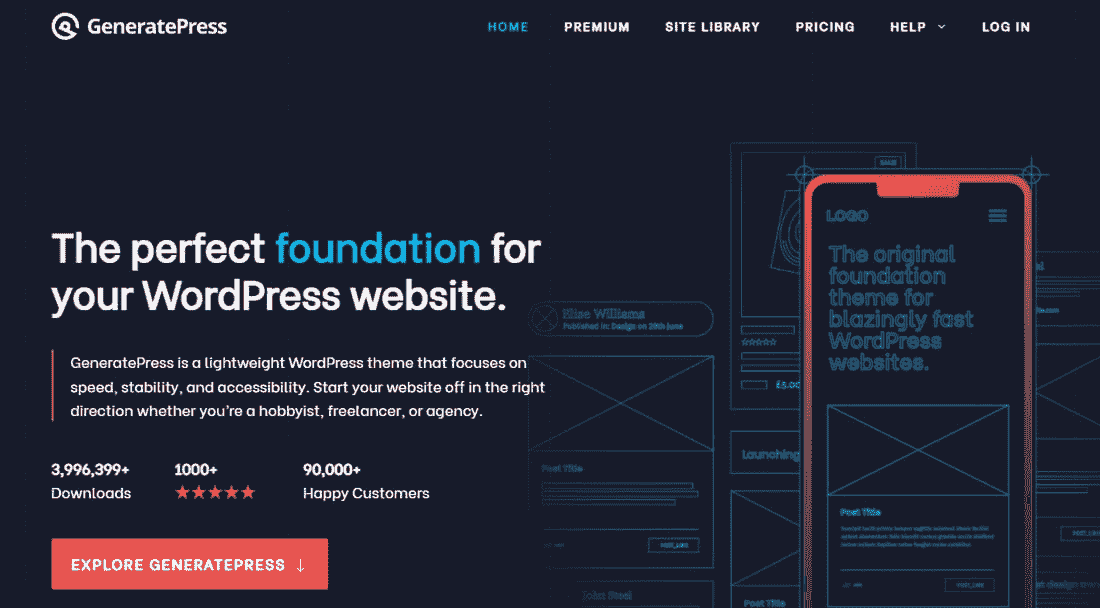 GeneratePress
HOME PREMIUM SITE LIBRARY PRICING HELP LOG IN
The perfect foundation for
your WordPress website.
GeneratePress is a lightweight WordPress theme that focuses on
speed, stability, and accessibility. Start your website off in the right
direction whether you're a hobbyist, freelancer, or agency.
3,996,399+ 1000+ 90,000+
Downloads ★★★★★ Happy Customers
EXPLORE GENERATEPRESS ↓
SALE
LOGO
The original
foundation
theme for
blazingly fast
WordPress
websites.
Elise Williams
Published in: Design on 28th June
☆☆☆☆☆
Post Title
Launching
Post Title
POST_LINK
POST_LINK
John Steel
Post Title